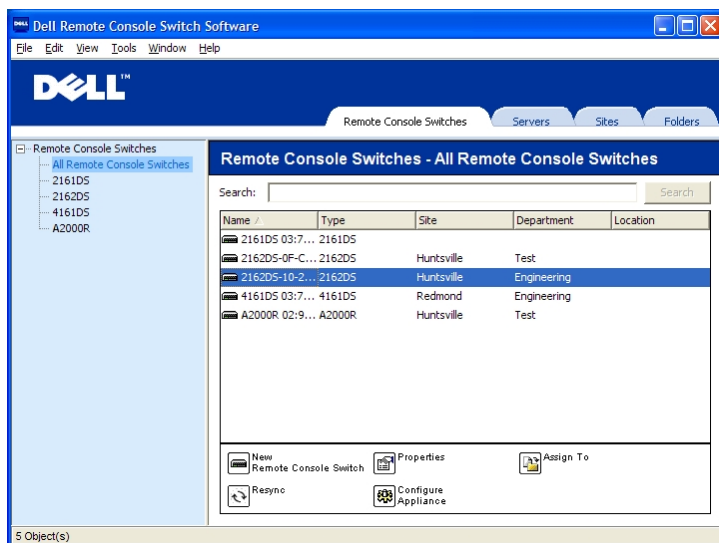 Dell Remote Console Switch Software
File Edit View Tools Window Help
DELL™
Remote Console Switches Servers Sites Folders
Remote Console Switches
All Remote Console Switches
2161DS
2162DS
4161DS
A2000R
Remote Console Switches - All Remote Console Switches
Search: Search
Name Type Site Department Location
2161DS 03:7... 2161DS
2162DS-0F-C... 2162DS Huntsville Test
2162DS-10-2... 2162DS Huntsville Engineering
4161DS 03:7... 4161DS Redmond Engineering
A2000R 02:9... A2000R Huntsville Test
New
Remote Console Switch
Properties
Assign To
Resync
Configure
Appliance
5 Object(s)